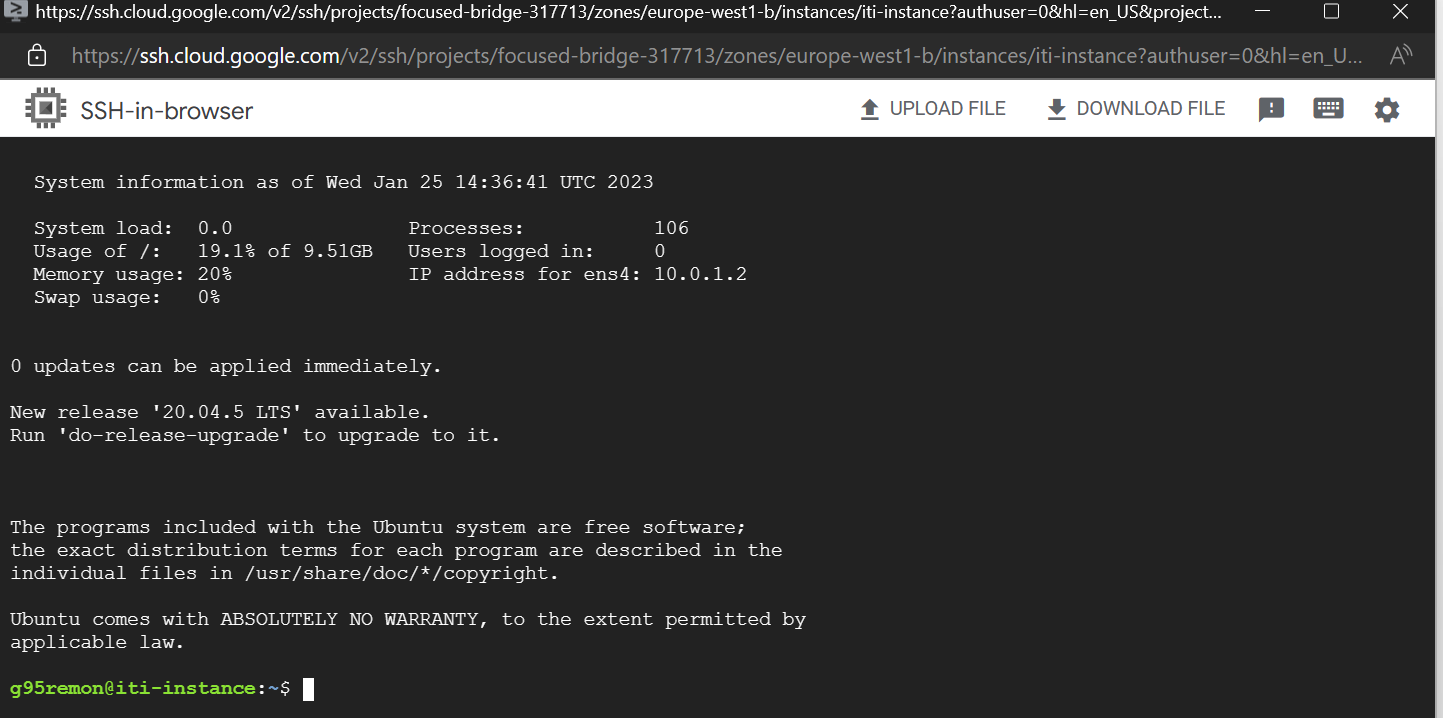 https://ssh.cloud.google.com/v2/ssh/projects/focused-bridge-317713/zones/europe-west1-b/instances/iti-instance?authuser=0&hl=en_US&project...
https://ssh.cloud.google.com/v2/ssh/projects/focused-bridge-317713/zones/europe-west1-b/instances/iti-instance?authuser=0&hl=en_U...
SSH-in-browser UPLOAD FILE DOWNLOAD FILE
System information as of Wed Jan 25 14:36:41 UTC 2023
System load: 0.0 Processes: 106
Usage of /: 19.1% of 9.51GB Users logged in: 0
Memory usage: 20% IP address for ens4: 10.0.1.2
Swap usage: 0%
0 updates can be applied immediately.
New release '20.04.5 LTS' available.
Run 'do-release-upgrade' to upgrade to it.
The programs included with the Ubuntu system are free software;
the exact distribution terms for each program are described in the
individual files in /usr/share/doc/*/copyright.
Ubuntu comes with ABSOLUTELY NO WARRANTY, to the extent permitted by
applicable law.
g95remon@iti-instance:~$